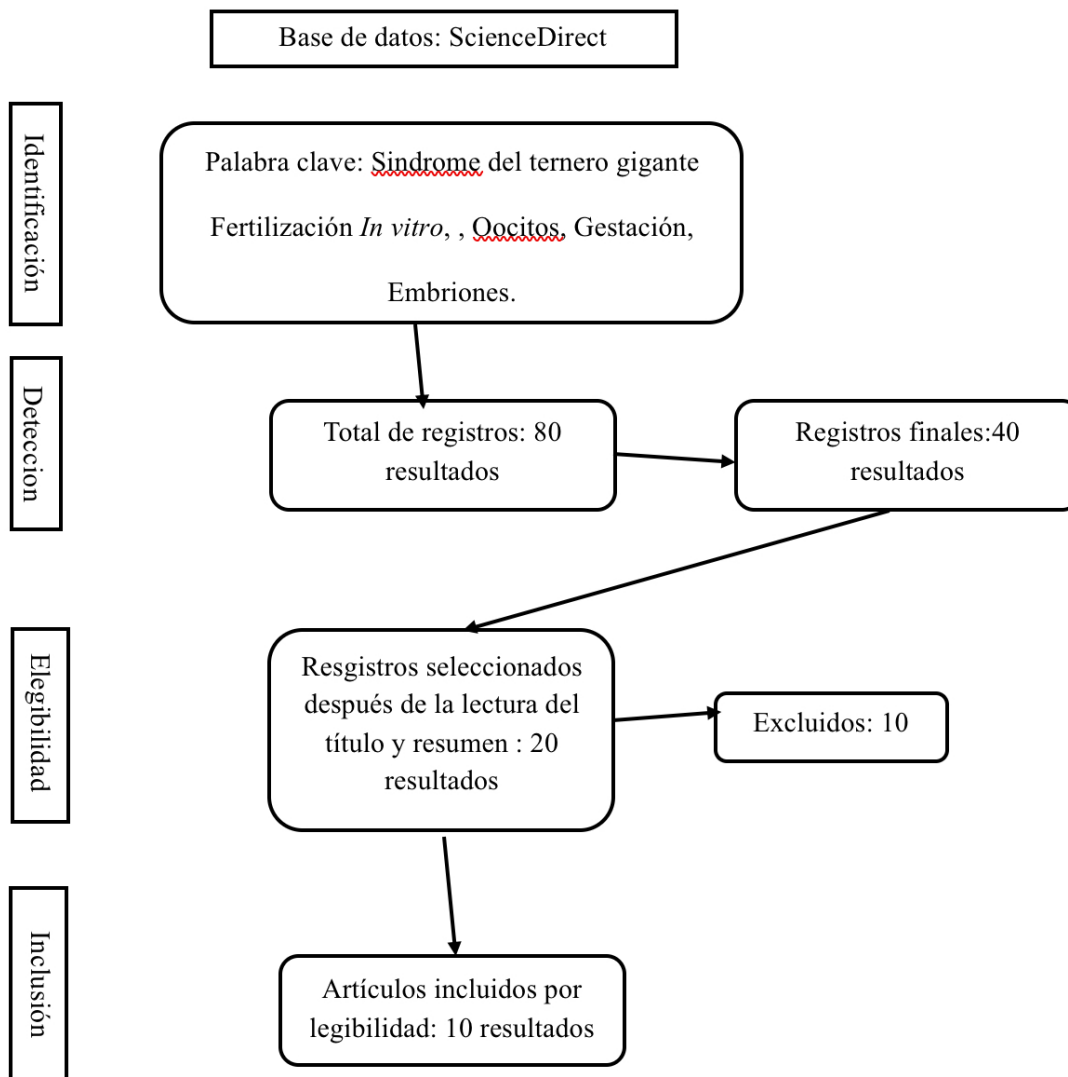 Base de datos: ScienceDirect
Identificación
Palabra clave: Sindrome del ternero gigante
Fertilización In vitro, , Oocitos, Gestación,
Embriones.
Deteccion
Total de registros: 80
resultados
Registros finales:40
resultados
Elegibilidad
Resgistros seleccionados
después de la lectura del
título y resumen : 20
resultados
Excluidos: 10
Inclusión
Artículos incluidos por
legibilidad: 10 resultados